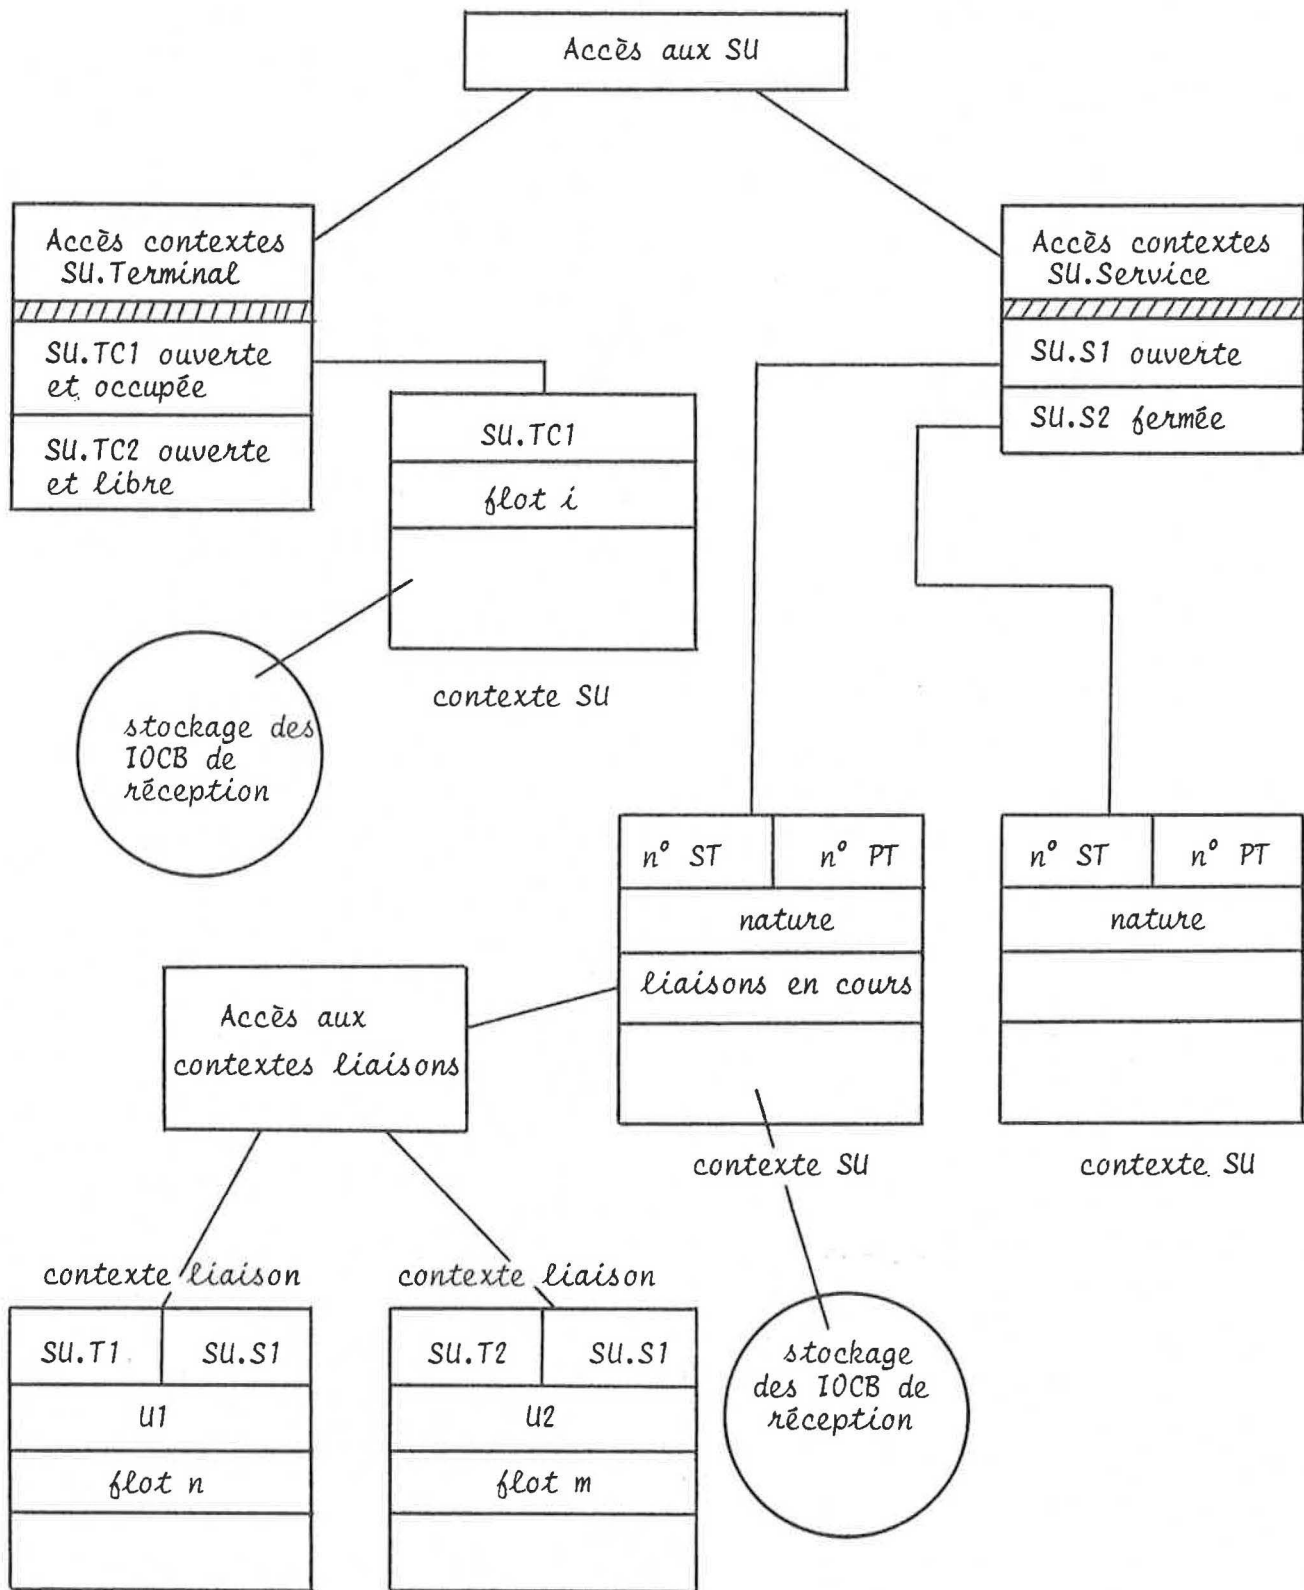 Accès aux SU
Accès contextes
SU.Terminal
SU.TC1 ouverte
et occupée
SU.TC2 ouverte
et libre
Accès contextes
SU.Service
SU.S1 ouverte
SU.S2 fermée
SU.TC1
flot i
contexte SU
stockage des
IOCB de
réception
n° ST
n° PT
nature
liaisons en cours
contexte SU
n° ST
n° PT
nature
contexte SU
Accès aux
contextes liaisons
contexte liaison
SU.T1
SU.S1
U1
flot n
contexte liaison
SU.T2
SU.S1
U2
flot m
stockage
des IOCB de
réception